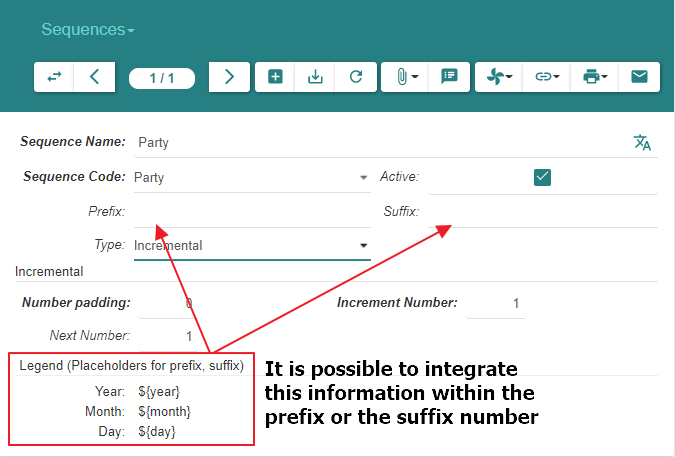 Sequences
1 / 1
Sequence Name: Party
Sequence Code: Party Active:
Prefix: Suffix:
Type: Incremental
Incremental
Number padding: 0 Increment Number: 1
Next Number: 1
Legend (Placeholders for prefix, suffix)
Year: ${year}
Month: ${month}
Day: ${day}
It is possible to integrate
this information within the
prefix or the suffix number